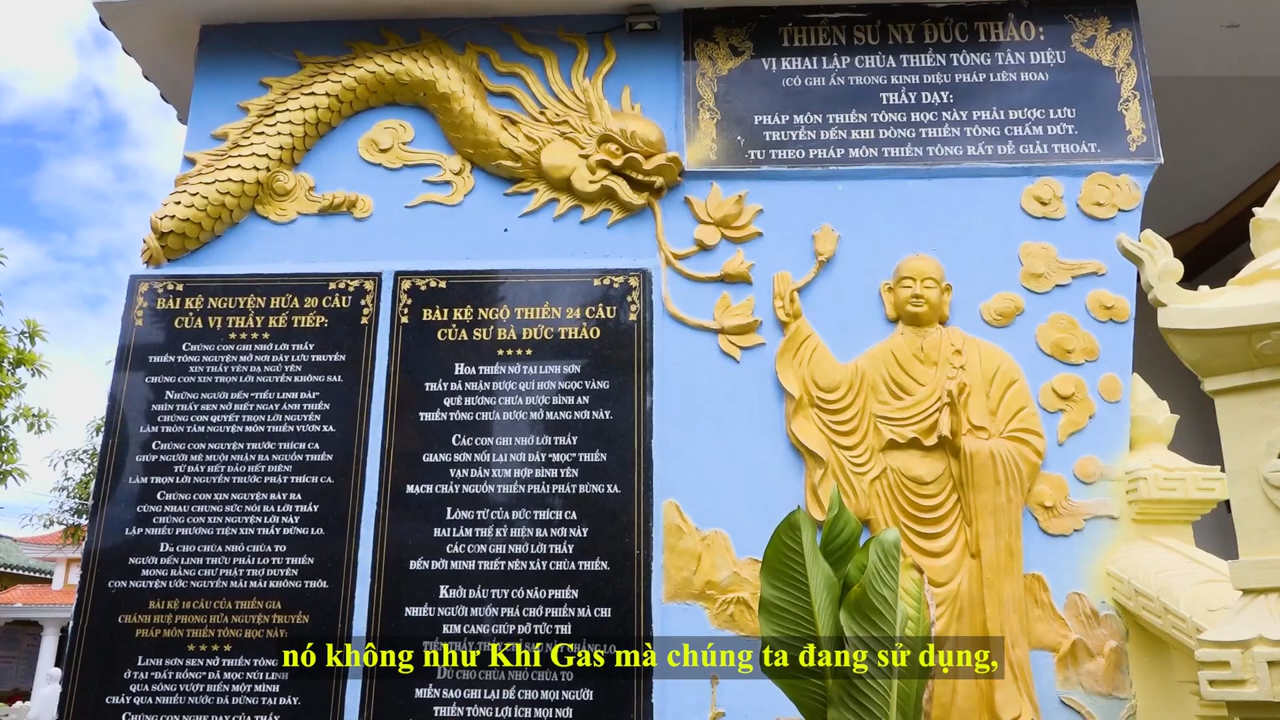 THIỀN SƯ NY ĐỨC THẢO:
VỊ KHAI LẬP CHÙA THIỀN TÔNG TÂN DIỆU
(CÓ GHI ẤN TRONG KINH DIỆU PHÁP LIÊN HOA)
THẦY DẠY:
PHÁP MÔN THIỀN TÔNG HỌC NÀY PHẢI ĐƯỢC LƯU
TRUYỀN ĐẾN KHI DÒNG THIỀN TÔNG CHẤM DỨT.
-TU THEO PHÁP MÔN THIỀN TÔNG RẤT DỄ GIẢI THOÁT.
BÀI KỆ NGUYỆN HỨA 20 CÂU
CỦA VỊ THẦY KẾ TIẾP:
****
CHÚNG CON GHI NHỚ LỜI THẦY
THIỀN TÔNG NGUYỆN MỞ NƠI ĐÂY LƯU TRUYỀN
XIN THẦY YÊN DẠ NGỦ YÊN
CHÚNG CON XIN TRỌN LỜI NGUYỀN KHÔNG SAI.
NHỮNG NGƯỜI ĐẾN "TIỂU LINH ĐÀI"
NHÌN THẤY SEN NỞ BIẾT NGAY ÁNH THIỀN
CHÚNG CON QUYẾT TRỌN LỜI NGUYỀN
LÀM TRÒN TÂM NGUYỆN MÔN THIỀN VƯƠN XA.
CHÚNG CON NGUYỆN TRƯỚC THÍCH CA
GIÚP NGƯỜI MÊ MUỘI NHẬN RA NGUỒN THIỀN
TỪ ĐÂY HẾT ĐẢO HẾT ĐIÊN!
LÀM TRỌN LỜI NGUYỀN TRƯỚC PHẬT THÍCH CA.
CHÚNG CON XIN NGUYỆN BÀY RA
CÙNG NHAU CHUNG SỨC NÓI RA LỜI THẦY
CHÚNG CON XIN NGUYỆN LỜI NÀY
LẬP NHIỀU PHƯƠNG TIỆN XIN THẦY ĐỪNG LO.
DÙ CHO CHÙA NHỎ CHÙA TO
NGƯỜI ĐẾN LINH THỨU PHẢI LO TU THIỀN
MONG RẰNG CHƯ PHẬT TRỢ DUYÊN
CON NGUYỆN ƯỚC NGUYỀN MÃI MÃI KHÔNG THÔI.
BÀI KỆ 16 CÂU CỦA THIỀN GIA
CHÁNH HUỆ PHONG HỨA NGUYỆN TRUYỀN
PHÁP MÔN THIỀN TÔNG HỌC NÀY:
****
LINH SƠN SEN NỞ THIỀN TÔNG
Ở TẠI "ĐẤT RỒNG" ĐÃ MỌC NÚI LINH
QUA SÔNG VƯỢT BIỂN MỘT MÌNH
CHẢY QUA NHIỀU NƯỚC ĐÃ DỪNG TẠI ĐÂY.
CHÚNG CON NGHE DẠY CỦA THẦY
BÀI KỆ NGỘ THIỀN 24 CÂU
CỦA SƯ BÀ ĐỨC THẢO
****
HOA THIỀN NỞ TẠI LINH SƠN
THẦY ĐÃ NHẬN ĐƯỢC QUÍ HƠN NGỌC VÀNG
QUÊ HƯƠNG CHƯA ĐƯỢC BÌNH AN
THIỀN TÔNG CHƯA ĐƯỢC MỞ MANG NƠI NÀY.
CÁC CON GHI NHỚ LỜI THẦY
GIANG SƠN NỐI LẠI NƠI ĐÂY "MỌC" THIỀN
VẠN DÂN XUM HỢP BÌNH YÊN
MẠCH CHẢY NGUỒN THIỀN PHẢI PHÁT BÙNG XA.
LÒNG TỪ CỦA ĐỨC THÍCH CA
HAI LĂM THẾ KỶ HIỆN RA NƠI NÀY
CÁC CON GHI NHỚ LỜI THẦY
ĐẾN ĐỜI MINH TRIẾT NÊN XÂY CHÙA THIỀN.
KHỞI ĐẦU TUY CÓ NÃO PHIỀN
NHIỀU NGƯỜI MUỐN PHÁ CHỚ PHIỀN MÀ CHI
KIM CANG GIÚP ĐỠ TỨC THÌ
DÙ CHO CHÙA NHỎ CHÙA TO
MIỄN SAO GHI LẠI ĐỂ CHO MỌI NGƯỜI
THIỀN TÔNG LỢI ÍCH MỌI NƠI
nó không như Khí Gas mà chúng ta đang sử dụng,